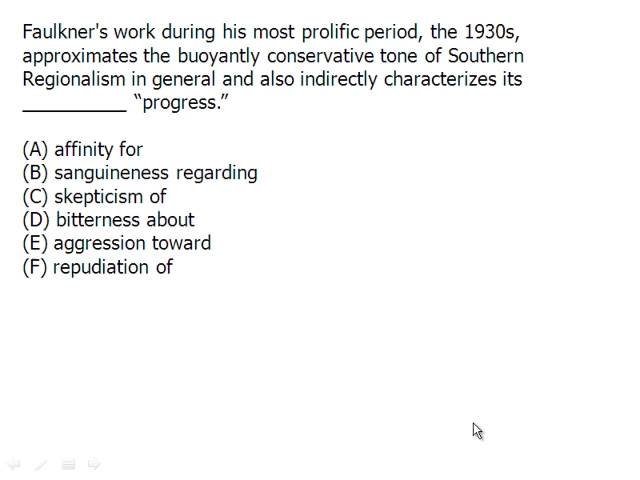 Faulkner's work during his most prolific period, the 1930s,
approximates the buoyantly conservative tone of Southern
Regionalism in general and also indirectly characterizes its
__________ “progress.”
(A) affinity for
(B) sanguineness regarding
(C) skepticism of
(D) bitterness about
(E) aggression toward
(F) repudiation of